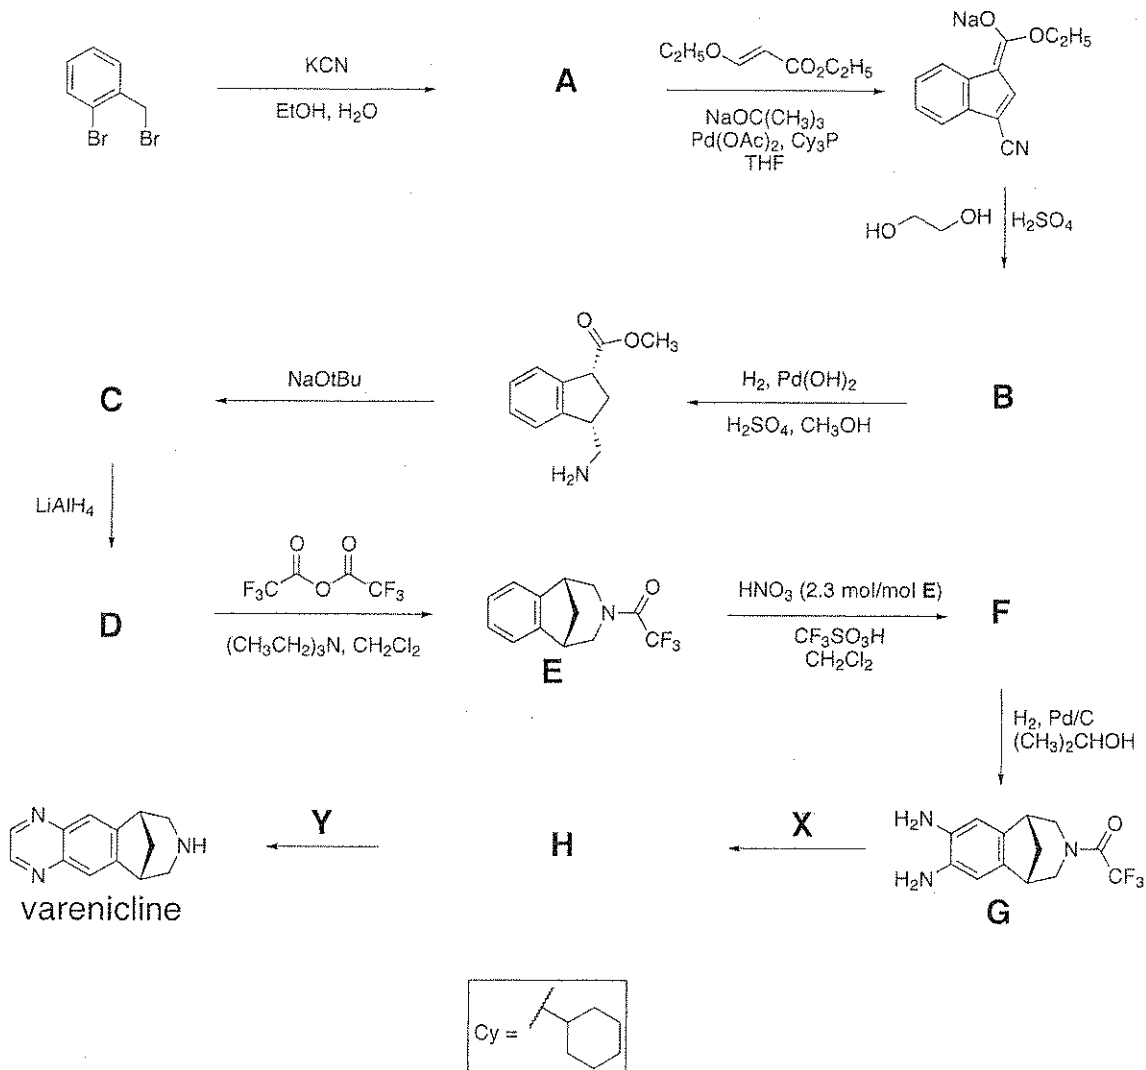 KCN
EtOH, H₂O
Br
Br
A
C₂H₅O
CO₂C₂H₅
NaOC(CH₃)₃
Pd(OAc)₂, Cy₃P
THF
NaO
OC₂H₅
CN
HO
OH
H₂SO₄
C
NaOtBu
O
OCH₃
H₂N
H₂, Pd(OH)₂
H₂SO₄, CH₃OH
B
LiAlH₄
D
O
O
F₃C
O
CF₃
(CH₃CH₂)₃N, CH₂Cl₂
O
N
CF₃
E
HNO₃ (2.3 mol/mol E)
CF₃SO₃H
CH₂Cl₂
F
H₂, Pd/C
(CH₃)₂CHOH
N
N
NH
varenicline
Y
H
X
H₂N
H₂N
O
N
CF₃
G
Cy =